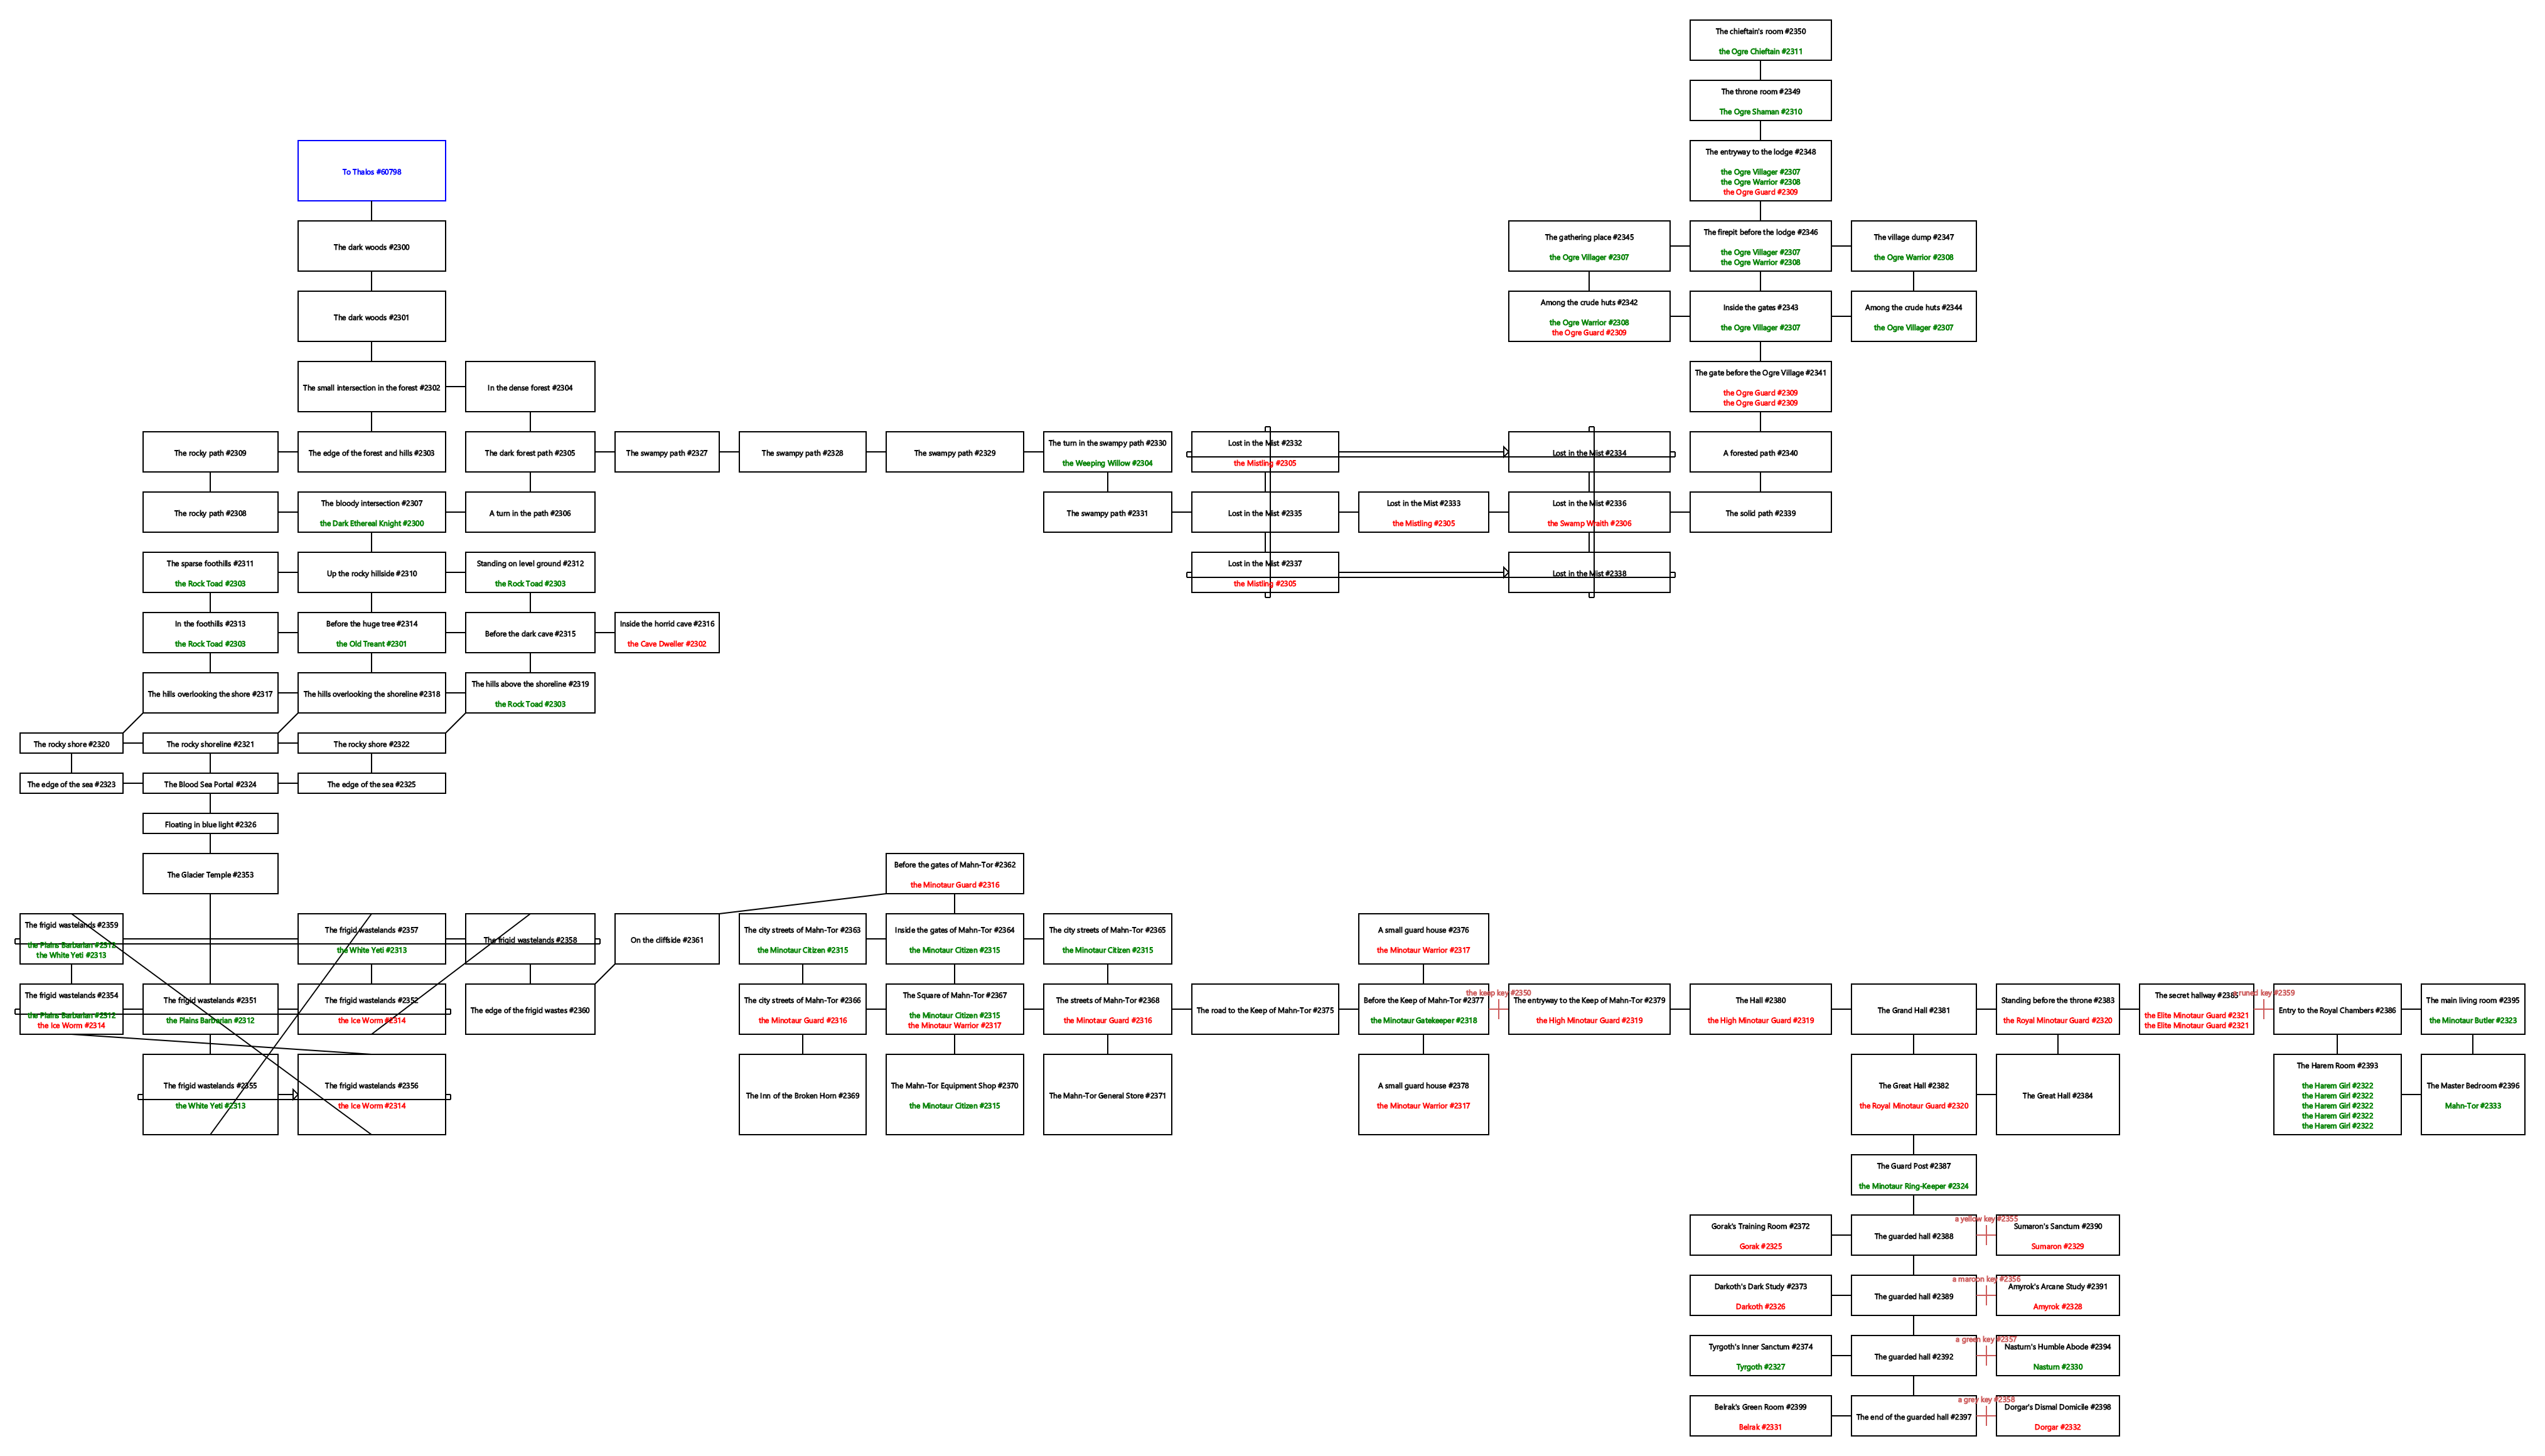 The chieftain's room #2350
the Ogre Chieftain #2311
The throne room #2349
The Ogre Shaman #2310
To Thalos #60798
The entryway to the lodge #2348
the Ogre Villager #2307
the Ogre Warrior #2308
the Ogre Guard #2309
The dark woods #2300
The gathering place #2345
the Ogre Villager #2307
The firepit before the lodge #2346
the Ogre Villager #2307
the Ogre Warrior #2308
The village dump #2347
the Ogre Warrior #2308
The dark woods #2301
Among the crude huts #2342
the Ogre Warrior #2308
the Ogre Guard #2309
Inside the gates #2343
the Ogre Villager #2307
Among the crude huts #2344
the Ogre Villager #2307
The small intersection in the forest #2302
In the dense forest #2304
The gate before the Ogre Village #2341
the Ogre Guard #2309
the Ogre Guard #2309
The rocky path #2309
The edge of the forest and hills #2303
The dark forest path #2305
The swampy path #2327
The swampy path #2328
The swampy path #2329
The turn in the swampy path #2330
the Weeping Willow #2304
Lost in the Mist #2332
the Mistling #2305
Lost in the Mist #2334
A forested path #2340
The rocky path #2308
The bloody intersection #2307
the Dark Ethereal Knight #2300
A turn in the path #2306
The swampy path #2331
Lost in the Mist #2335
Lost in the Mist #2333
the Mistling #2305
Lost in the Mist #2336
the Swamp Wraith #2306
The solid path #2339
The sparse foothills #2311
the Rock Toad #2303
Up the rocky hillside #2310
Standing on level ground #2312
the Rock Toad #2303
Lost in the Mist #2337
the Mistling #2305
Lost in the Mist #2338
In the foothills #2313
the Rock Toad #2303
Before the huge tree #2314
the Old Treant #2301
Before the dark cave #2315
Inside the horrid cave #2316
the Cave Dweller #2302
The hills overlooking the shore #2317
The hills overlooking the shoreline #2318
The hills above the shoreline #2319
the Rock Toad #2303
The rocky shore #2320
The rocky shoreline #2321
The rocky shore #2322
The edge of the sea #2323
The Blood Sea Portal #2324
The edge of the sea #2325
Floating in blue light #2326
The Glacier Temple #2353
Before the gates of Mahn-Tor #2362
the Minotaur Guard #2316
The frigid wastelands #2359
the Plains Barbarian #2312
the White Yeti #2313
The frigid wastelands #2357
the White Yeti #2313
The frigid wastelands #2358
On the cliffside #2361
The city streets of Mahn-Tor #2363
the Minotaur Citizen #2315
Inside the gates of Mahn-Tor #2364
the Minotaur Citizen #2315
The city streets of Mahn-Tor #2365
the Minotaur Citizen #2315
A small guard house #2376
the Minotaur Warrior #2317
The frigid wastelands #2354
the Plains Barbarian #2312
the Ice Worm #2314
The frigid wastelands #2351
the Plains Barbarian #2312
The frigid wastelands #2352
the Ice Worm #2314
The edge of the frigid wastes #2360
The city streets of Mahn-Tor #2366
the Minotaur Guard #2316
The Square of Mahn-Tor #2367
the Minotaur Citizen #2315
the Minotaur Warrior #2317
The streets of Mahn-Tor #2368
the Minotaur Guard #2316
The road to the Keep of Mahn-Tor #2375
Before the Keep of Mahn-Tor #2377
the Minotaur Gatekeeper #2318
the keep key #2350
The entryway to the Keep of Mahn-Tor #2379
the High Minotaur Guard #2319
The Hall #2380
the High Minotaur Guard #2319
The Grand Hall #2381
Standing before the throne #2383
the Royal Minotaur Guard #2320
The secret hallway #2385
the Elite Minotaur Guard #2321
the Elite Minotaur Guard #2321
runed key #2359
Entry to the Royal Chambers #2386
The main living room #2395
the Minotaur Butler #2323
The frigid wastelands #2355
the White Yeti #2313
The frigid wastelands #2356
the Ice Worm #2314
The Inn of the Broken Horn #2369
The Mahn-Tor Equipment Shop #2370
the Minotaur Citizen #2315
The Mahn-Tor General Store #2371
A small guard house #2378
the Minotaur Warrior #2317
The Great Hall #2382
the Royal Minotaur Guard #2320
The Great Hall #2384
The Harem Room #2393
the Harem Girl #2322
the Harem Girl #2322
the Harem Girl #2322
the Harem Girl #2322
the Harem Girl #2322
The Master Bedroom #2396
Mahn-Tor #2333
The Guard Post #2387
the Minotaur Ring-Keeper #2324
Gorak's Training Room #2372
Gorak #2325
The guarded hall #2388
a yellow key #2355
Sumaron's Sanctum #2390
Sumaron #2329
Darkoth's Dark Study #2373
Darkoth #2326
The guarded hall #2389
a maroon key #2356
Amyrok's Arcane Study #2391
Amyrok #2328
Tyrgoth's Inner Sanctum #2374
Tyrgoth #2327
The guarded hall #2392
a green key #2357
Nasturn's Humble Abode #2394
Nasturn #2330
Belrak's Green Room #2399
Belrak #2331
The end of the guarded hall #2397
a grey key #2358
Dorgar's Dismal Domicile #2398
Dorgar #2332